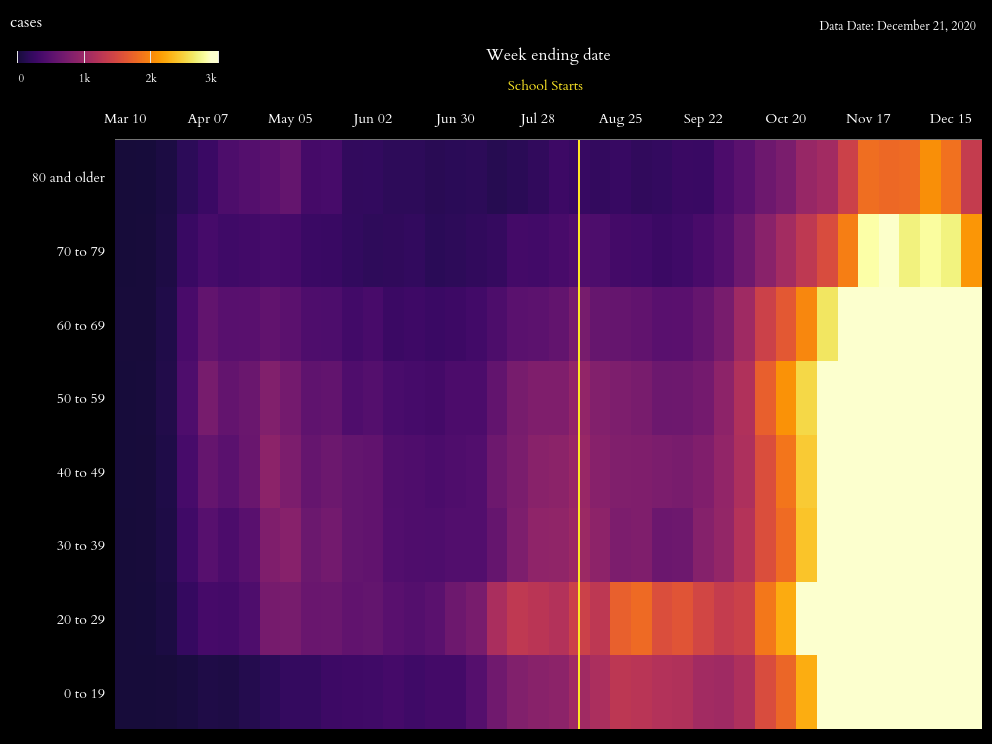 cases
Data Date: December 21, 2020
0 1k 2k 3k
Week ending date
School Starts
Mar 10 Apr 07 May 05 Jun 02 Jun 30 Jul 28 Aug 25 Sep 22 Oct 20 Nov 17 Dec 15
80 and older
70 to 79
60 to 69
50 to 59
40 to 49
30 to 39
20 to 29
0 to 19